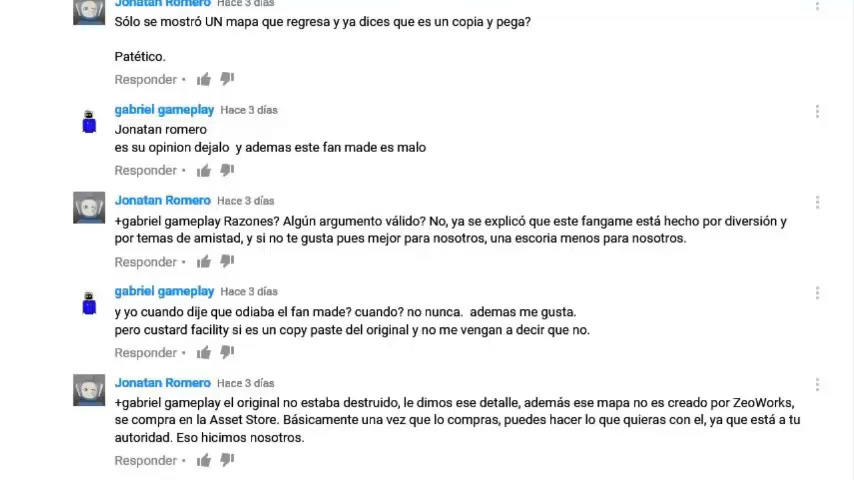 Jonatan Romero Hace 3 días
Sólo se mostró UN mapa que regresa y ya dices que es un copia y pega?
Patético.
Responder •
gabriel gameplay Hace 3 días
Jonatan romero
es su opinion dejalo y ademas este fan made es malo
Responder •
Jonatan Romero Hace 3 días
+gabriel gameplay Razones? Algún argumento válido? No, ya se explicó que este fangame está hecho por diversión y
por temas de amistad, y si no te gusta pues mejor para nosotros, una escoria menos para nosotros.
Responder •
gabriel gameplay Hace 3 días
y yo cuando dije que odiaba el fan made? cuando? no nunca. ademas me gusta.
pero custard facility si es un copy paste del original y no me vengan a decir que no.
Responder •
Jonatan Romero Hace 3 días
+gabriel gameplay el original no estaba destruido, le dimos ese detalle, además ese mapa no es creado por ZeoWorks,
se compra en la Asset Store. Básicamente una vez que lo compras, puedes hacer lo que quieras con el, ya que está a tu
autoridad. Eso hicimos nosotros.
Responder •